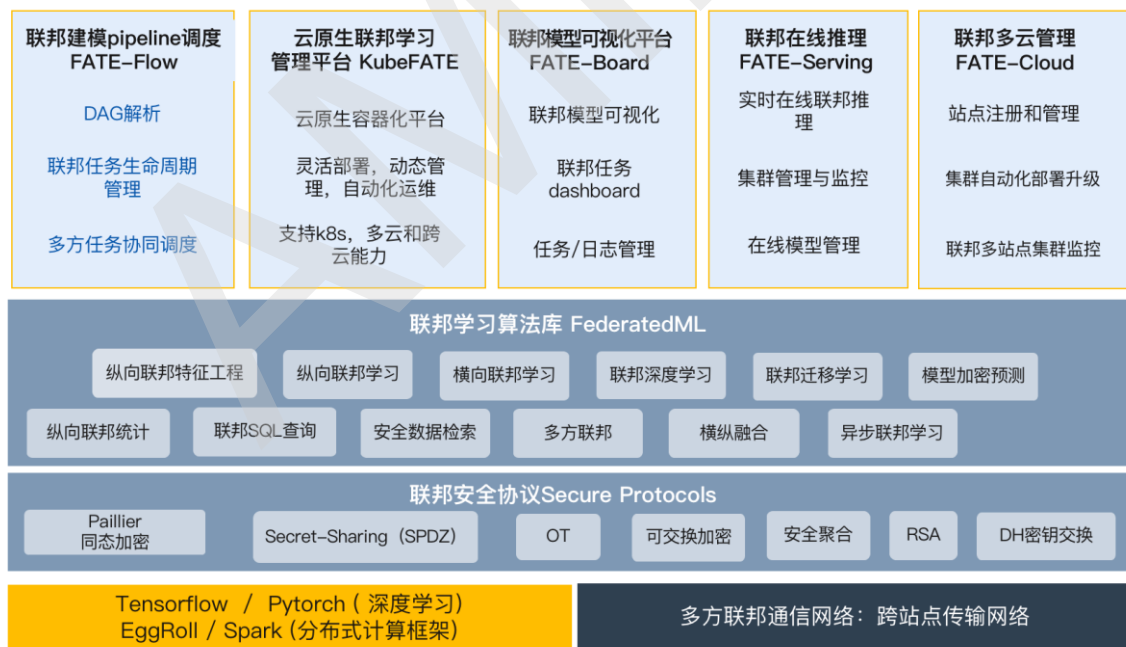 联邦建模pipeline调度
FATE-Flow
DAG解析
联邦任务生命周期
管理
多方任务协同调度
云原生联邦学习
管理平台 KubeFATE
云原生容器化平台
灵活部署，动态管
理，自动化运维
支持k8s，多云和跨
云能力
联邦模型可视化平台
FATE-Board
联邦模型可视化
联邦任务
dashboard
任务/日志管理
联邦在线推理
FATE-Serving
实时在线联邦推
理
集群管理与监控
在线模型管理
联邦多云管理
FATE-Cloud
站点注册和管理
集群自动化部署升级
联邦多站点集群监控
联邦学习算法库 FederatedML
纵向联邦特征工程
纵向联邦学习
横向联邦学习
联邦深度学习
联邦迁移学习
模型加密预测
纵向联邦统计
联邦SQL查询
安全数据检索
多方联邦
横纵融合
异步联邦学习
联邦安全协议Secure Protocols
Paillier
同态加密
Secret-Sharing（SPDZ）
OT
可交换加密
安全聚合
RSA
DH密钥交换
Tensorflow / Pytorch ( 深度学习)
EggRoll / Spark (分布式计算框架)
多方联邦通信网络：跨站点传输网络